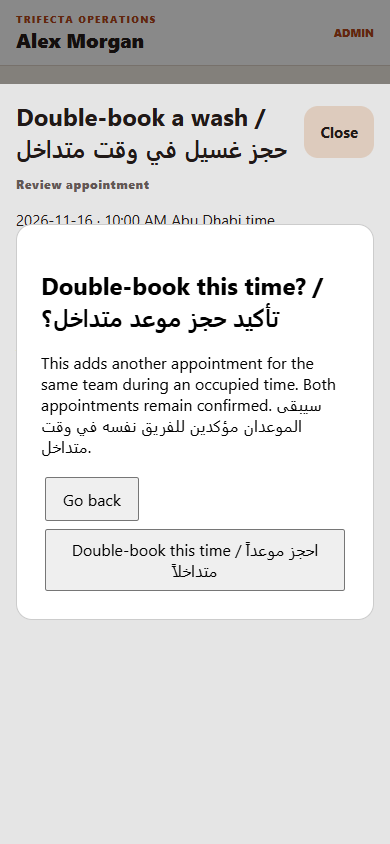 TRIFECTA OPERATIONS
Alex Morgan
ADMIN
Double-book a wash /
حجز غسيل في وقت متداخل
Close
Review appointment
2026-11-16 · 10:00 AM Abu Dhabi time
Double-book this time? /
تأكيد حجز موعد متداخل؟
This adds another appointment for the
same team during an occupied time. Both
appointments remain confirmed. سيبقى
الموعدان مؤكدين للفريق نفسه في وقت
متداخل.
Go back
Double-book this time / احجز موعداً
متداخلاً